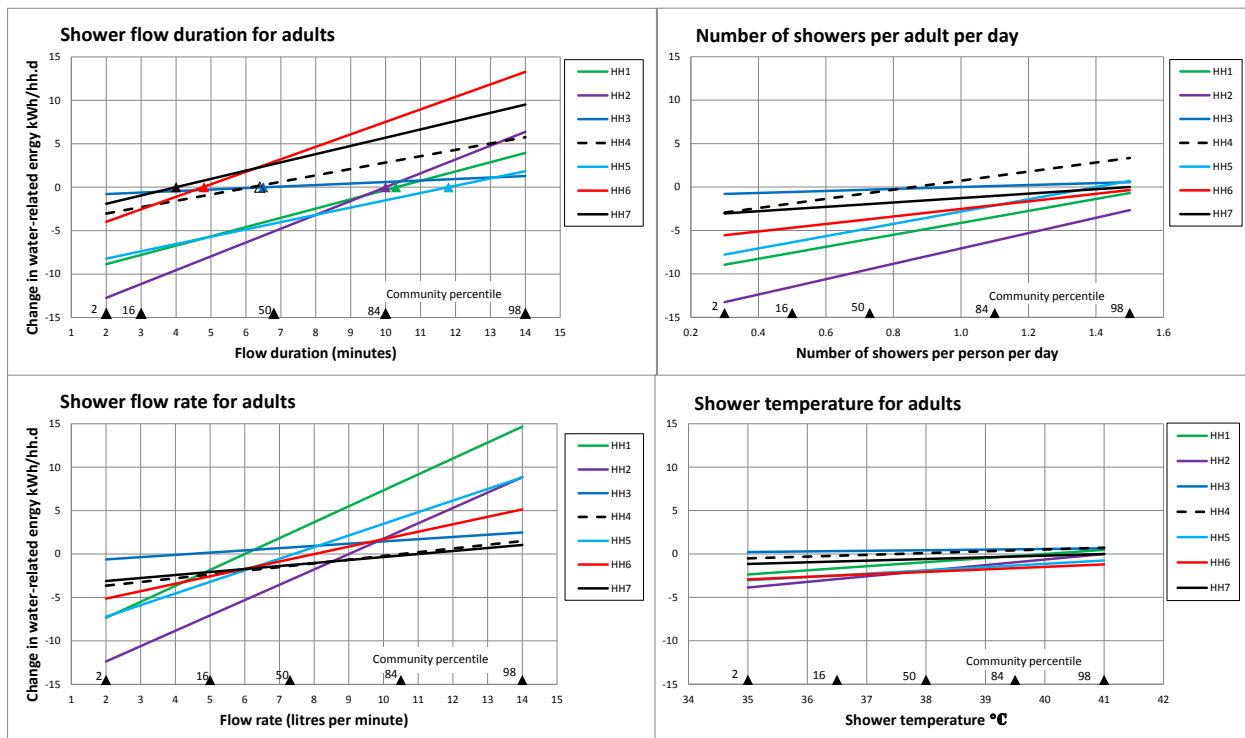 Shower flow duration for adults
Change in water-related enrgy kWh/hh.d
15
10
5
0
-5
-10
-15
HH1
HH2
HH3
HH4
HH5
HH6
HH7
Community percentile
2 16 50 84 98
1 2 3 4 5 6 7 8 9 10 11 12 13 14 15
Flow duration (minutes)
Number of showers per adult per day
15
10
5
0
-5
-10
-15
HH1
HH2
HH3
HH4
HH5
HH6
HH7
Community percentile
2 16 50 84 98
0.2 0.4 0.6 0.8 1.0 1.2 1.4 1.6
Number of showers per person per day
Shower flow rate for adults
Change in water-related enrgy kWh/hh.d
15
10
5
0
-5
-10
-15
HH1
HH2
HH3
HH4
HH5
HH6
HH7
Community percentile
2 16 50 84 98
1 2 3 4 5 6 7 8 9 10 11 12 13 14 15
Flow rate (litres per minute)
Shower temperature for adults
15
10
5
0
-5
-10
-15
HH1
HH2
HH3
HH4
HH5
HH6
HH7
Community percentile
2 16 50 84 98
34 35 36 37 38 39 40 41 42
Shower temperature °C